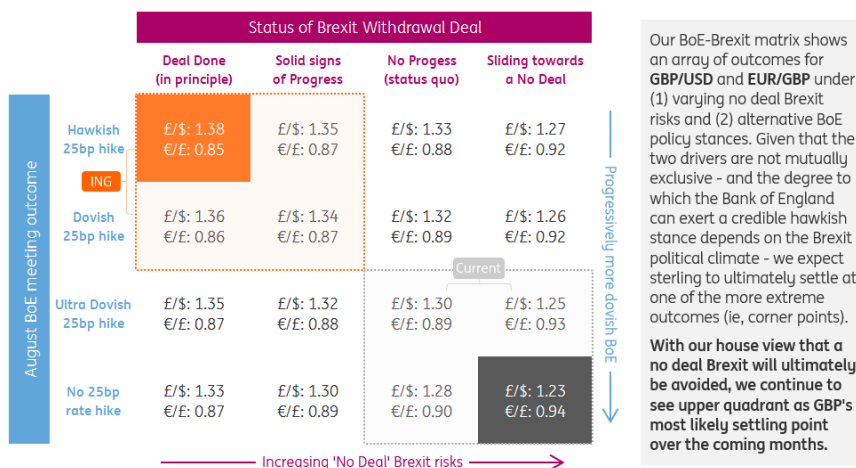 Status of Brexit Withdrawal Deal
Deal Done
(in principle)
Solid signs
of Progress
No Progess
(status quo)
Sliding towards
a No Deal
August BoE meeting outcome
Hawkish
25bp hike
£/$: 1.38
€/£: 0.85
£/$: 1.35
€/£: 0.87
£/$: 1.33
€/£: 0.88
£/$: 1.27
€/£: 0.92
ING
Dovish
25bp hike
£/$: 1.36
€/£: 0.86
£/$: 1.34
€/£: 0.87
£/$: 1.32
€/£: 0.89
£/$: 1.26
€/£: 0.92
Current
Ultra Dovish
25bp hike
£/$: 1.35
€/£: 0.87
£/$: 1.32
€/£: 0.88
£/$: 1.30
€/£: 0.89
£/$: 1.25
€/£: 0.93
No 25bp
rate hike
£/$: 1.33
€/£: 0.87
£/$: 1.30
€/£: 0.89
£/$: 1.28
€/£: 0.90
£/$: 1.23
€/£: 0.94
Progressively more dovish BoE
Increasing 'No Deal' Brexit risks
Our BoE-Brexit matrix shows
an array of outcomes for
GBP/USD and EUR/GBP under
(1) varying no deal Brexit
risks and (2) alternative BoE
policy stances. Given that the
two drivers are not mutually
exclusive - and the degree to
which the Bank of England
can exert a credible hawkish
stance depends on the Brexit
political climate - we expect
sterling to ultimately settle at
one of the more extreme
outcomes (ie, corner points).
With our house view that a
no deal Brexit will ultimately
be avoided, we continue to
see upper quadrant as GBP's
most likely settling point
over the coming months.